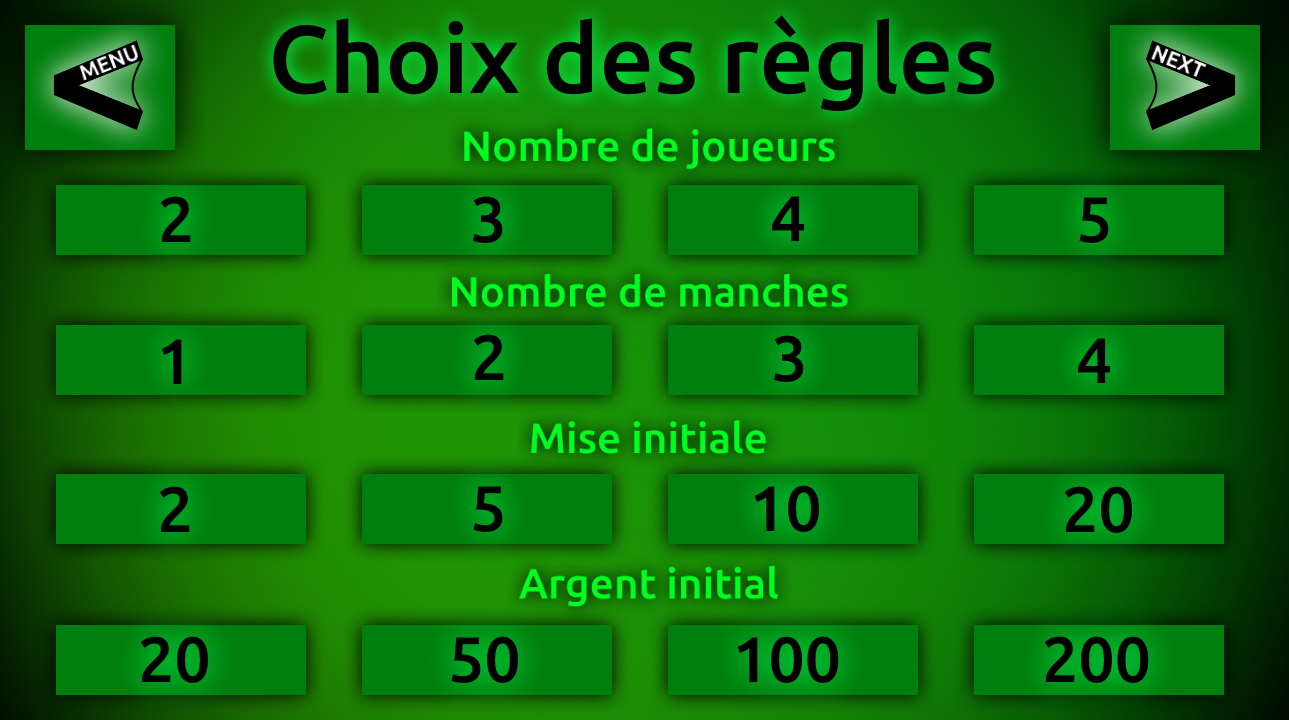 MENU
Choix des règles
NEXT
Nombre de joueurs
2 3 4 5
Nombre de manches
1 2 3 4
Mise initiale
2 5 10 20
Argent initial
20 50 100 200